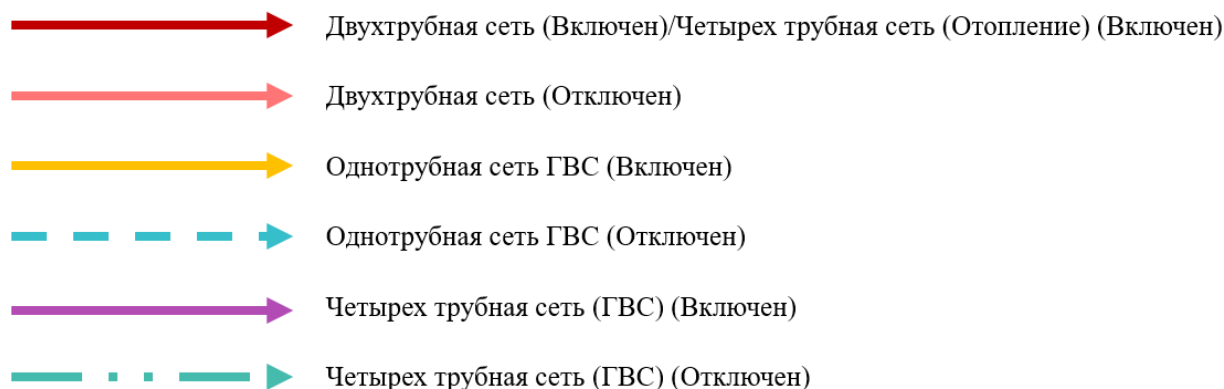 Двухтрубная сеть (Включен)/Четырех трубная сеть (Отопление) (Включен)
Двухтрубная сеть (Отключен)
Однотрубная сеть ГВС (Включен)
Однотрубная сеть ГВС (Отключен)
Четырех трубная сеть (ГВС) (Включен)
Четырех трубная сеть (ГВС) (Отключен)